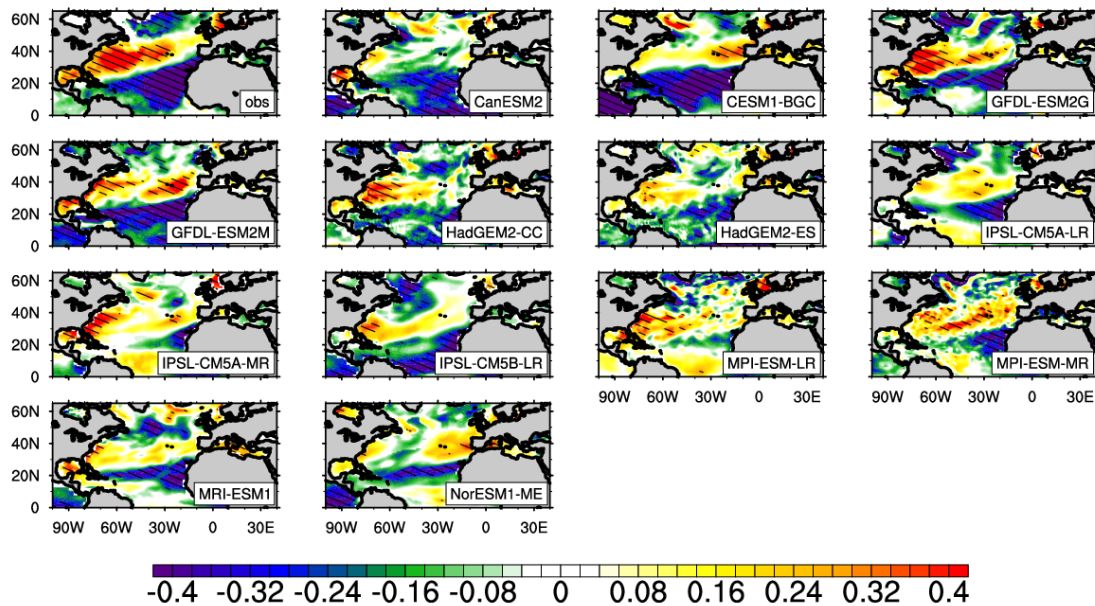 60N
40N
20N
0
obs
CanESM2
CESM1-BGC
GFDL-ESM2G
60N
40N
20N
0
GFDL-ESM2M
HadGEM2-CC
HadGEM2-ES
IPSL-CM5A-LR
60N
40N
20N
0
IPSL-CM5A-MR
IPSL-CM5B-LR
MPI-ESM-LR
MPI-ESM-MR
90W 60W 30W 0 30E 90W 60W 30W 0 30E
60N
40N
20N
0
MRI-ESM1
NorESM1-ME
90W 60W 30W 0 30E 90W 60W 30W 0 30E
-0.4 -0.32 -0.24 -0.16 -0.08 0 0.08 0.16 0.24 0.32 0.4